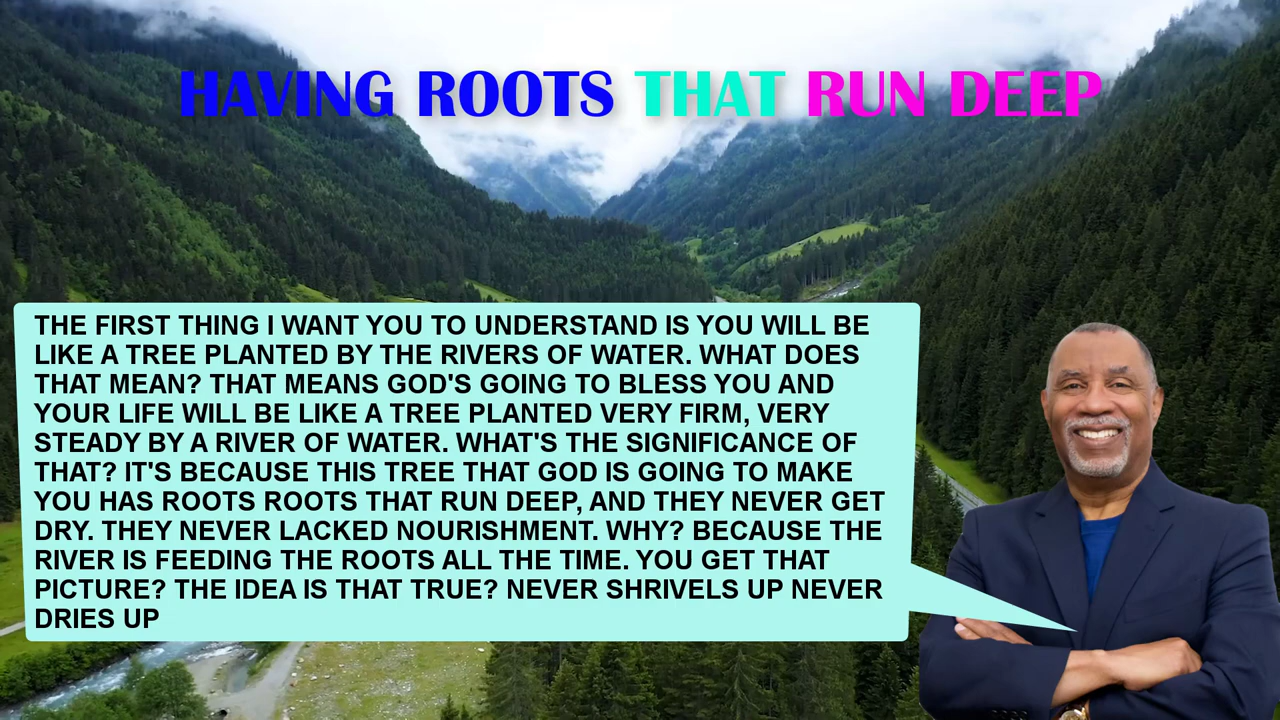 HAVING ROOTS THAT RUN DEEP
THE FIRST THING I WANT YOU TO UNDERSTAND IS YOU WILL BE
LIKE A TREE PLANTED BY THE RIVERS OF WATER. WHAT DOES
THAT MEAN? THAT MEANS GOD'S GOING TO BLESS YOU AND
YOUR LIFE WILL BE LIKE A TREE PLANTED VERY FIRM, VERY
STEADY BY A RIVER OF WATER. WHAT'S THE SIGNIFICANCE OF
THAT? IT'S BECAUSE THIS TREE THAT GOD IS GOING TO MAKE
YOU HAS ROOTS ROOTS THAT RUN DEEP, AND THEY NEVER GET
DRY. THEY NEVER LACKED NOURISHMENT. WHY? BECAUSE THE
RIVER IS FEEDING THE ROOTS ALL THE TIME. YOU GET THAT
PICTURE? THE IDEA IS THAT TRUE? NEVER SHRIVELS UP NEVER
DRIES UP